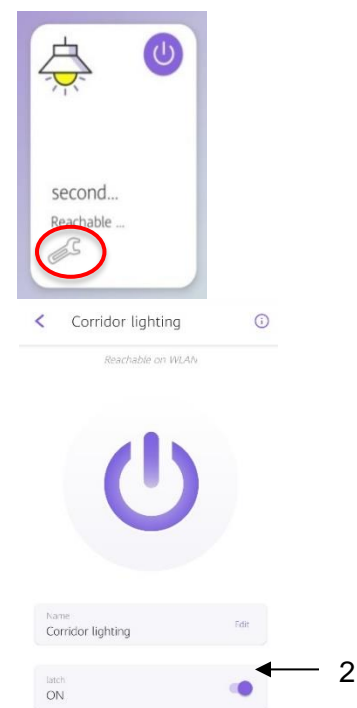 second...
Reachable ...
Corridor lighting
Reachable on WLAN
Name
Corridor lighting
Edit
latch
ON
2